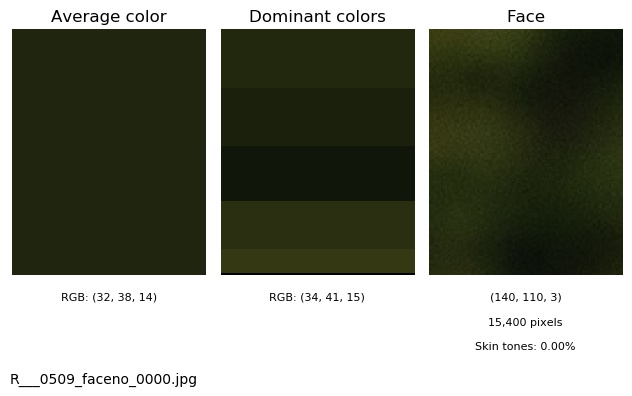 Average color
Dominant colors
Face
RGB: (32, 38, 14)
RGB: (34, 41, 15)
(140, 110, 3)
15,400 pixels
Skin tones: 0.00%
R___0509_faceno_0000.jpg